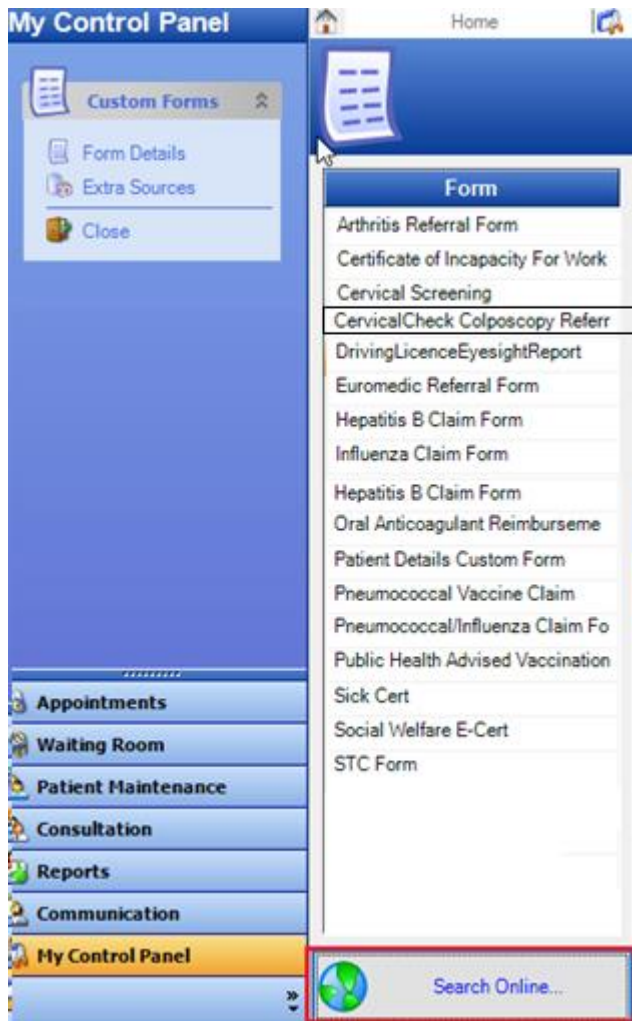 My Control Panel
Custom Forms
Form Details
Extra Sources
Close
Appointments
Waiting Room
Patient Maintenance
Consultation
Reports
Communication
My Control Panel
Home
Form
Arthritis Referral Form
Certificate of Incapacity For Work
Cervical Screening
CervicalCheck Colposcopy Referr
DrivingLicenceEyesightReport
Euromedic Referral Form
Hepatitis B Claim Form
Influenza Claim Form
Hepatitis B Claim Form
Oral Anticoagulant Reimburseme
Patient Details Custom Form
Pneumococcal Vaccine Claim
Pneumococcal/Influenza Claim Fo
Public Health Advised Vaccination
Sick Cert
Social Welfare E-Cert
STC Form
Search Online...